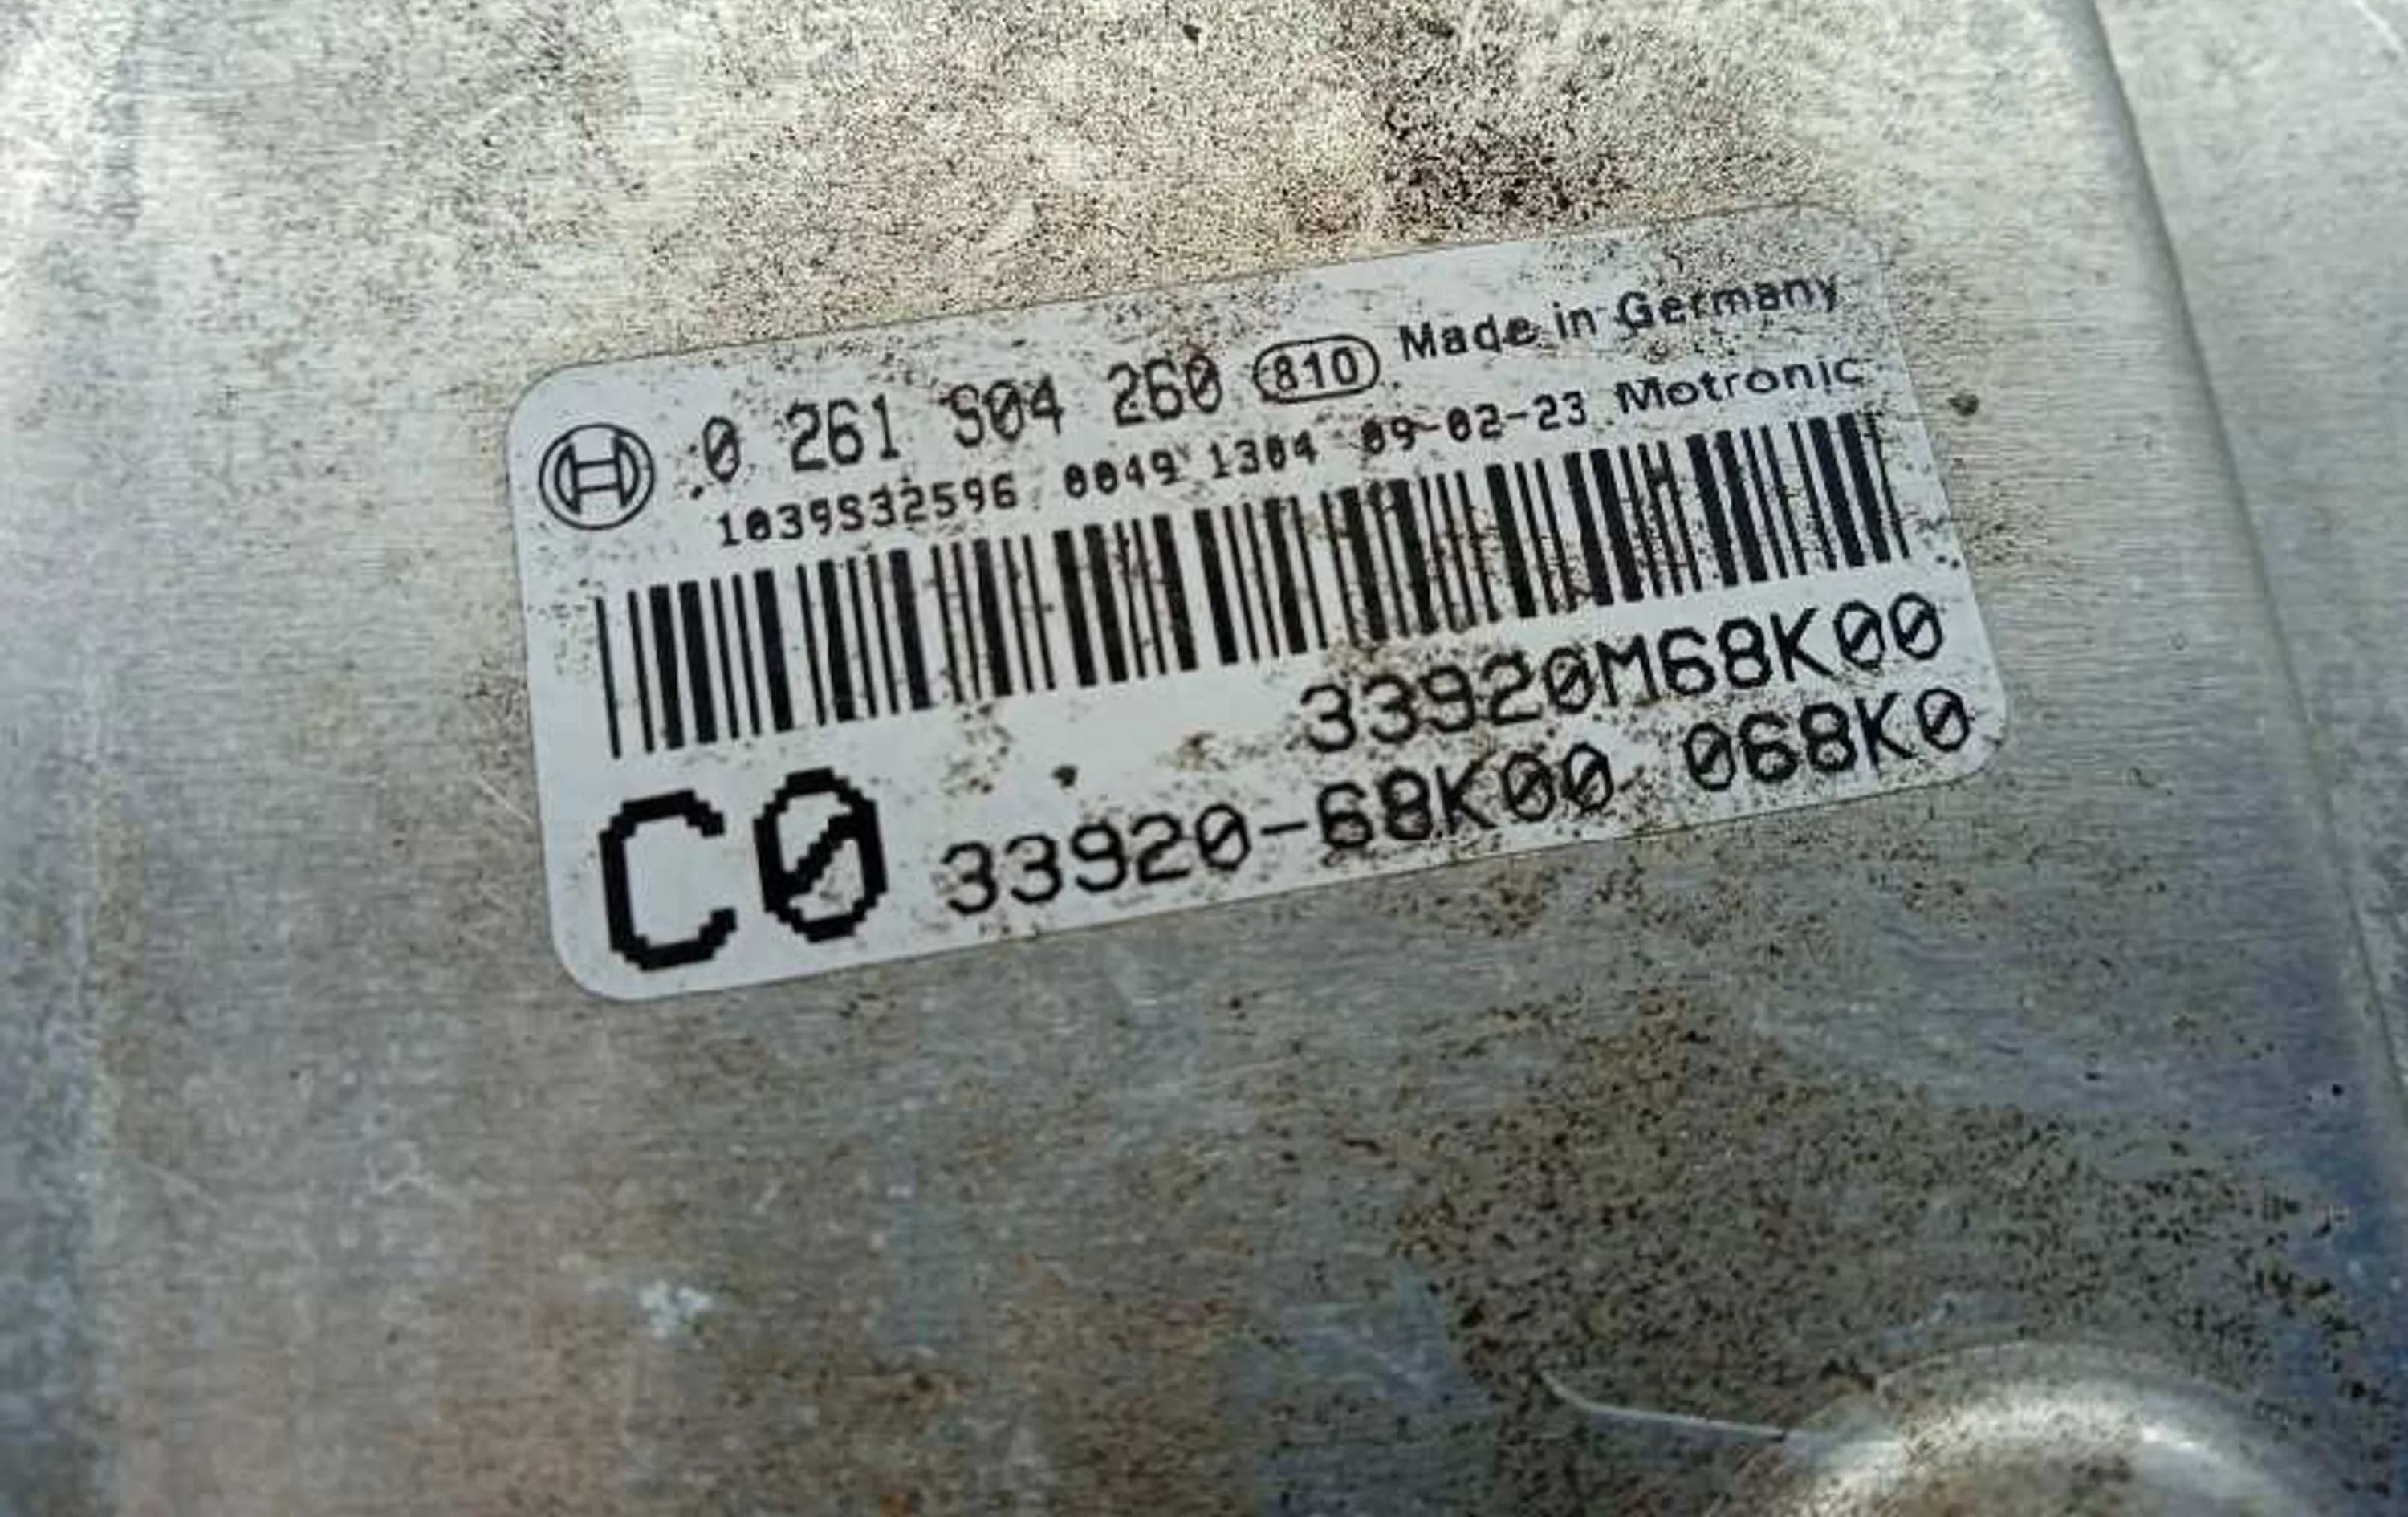 0 261 S04 260 810 Made in Germany
1039S32596 0049 1304 09-02-23 Motronic
33920M68K00
C0 33920-68K00 068K0